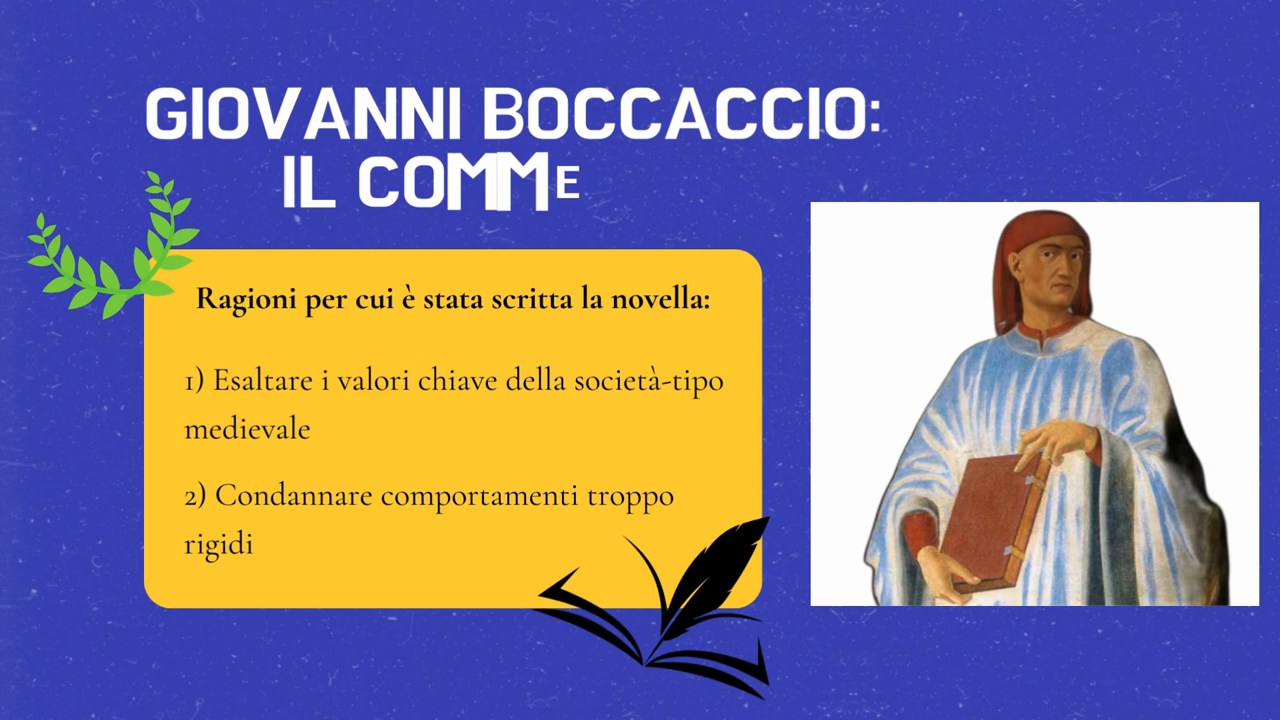 GIOVANNI BOCCACCIO:
IL COMME
Ragioni per cui è stata scritta la novella:
1) Esaltare i valori chiave della società-tipo
medievale
2) Condannare comportamenti troppo
rigidi